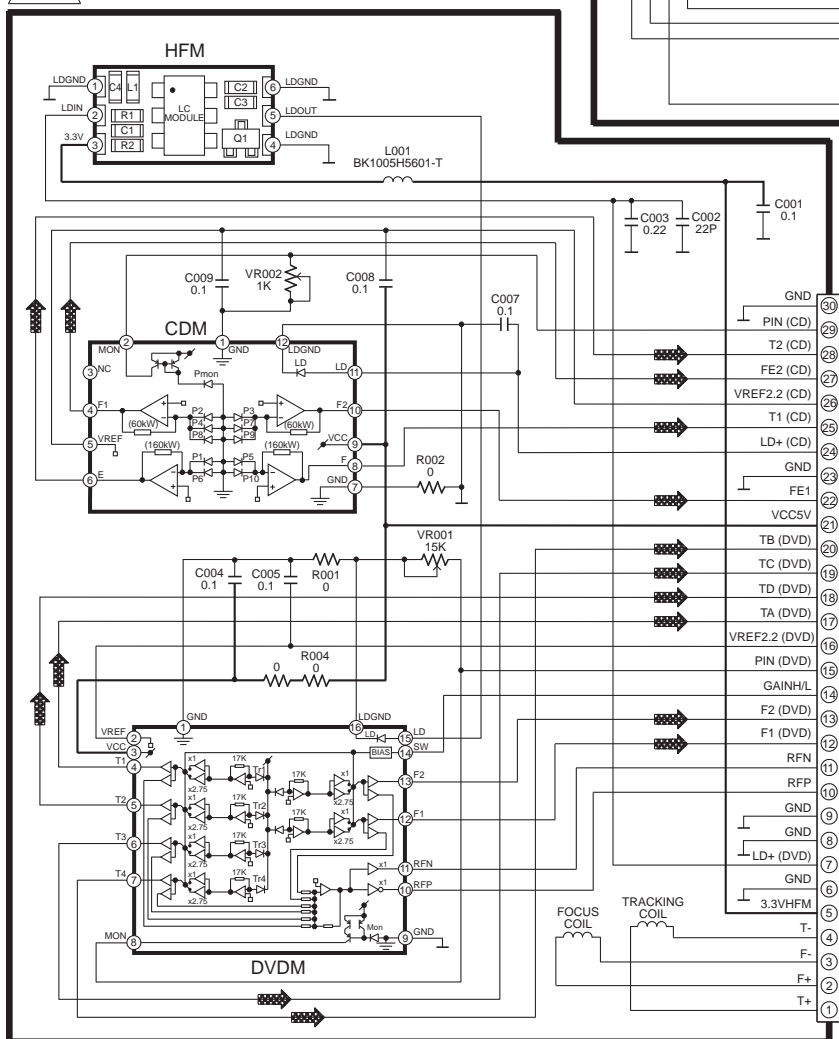 HFM
LDGND 1 C4 L1 LC MODULE C2 6 LDGND
C3
LDIN 2 R1 5 LDOUT
C1
3.3V 3 R2 Q1 4 LDGND
L001
BK1005H5601-T
C003
0.22
C002
22P
C001
0.1
C009
0.1
VR002
1K
C008
0.1
C007
0.1
CDM
2 MON
1 GND
12 LDGND
3 NC
Pmon
LD
LD 11
4 F1
P2 P3
P4 P7
P8 P9
(60kW) (60kW)
F2 10
5 VREF
VCC 9
(160kW) (160kW)
P1 P5
P6 P10
F 8
6 E
GND 7
R002
0
VR001
15K
C004
0.1
C005
0.1
R001
0
0
R004
0
1 GND
16 LDGND
VREF 2
VCC 3
LD
15 LD
BIAS 14 SW
T1 4
x1 17K Tr1
x2.75
17K x1
x2.75
13 F2
T2 5
x1 17K Tr2
x2.75
17K x1
x2.75
12 F1
T3 6
x1 17K Tr3
x2.75
T4 7
x1 17K Tr4
x2.75
x1 11 RFN
x1 10 RFP
MON 8
Mon
9 GND
DVDM
FOCUS
COIL
TRACKING
COIL
GND 30
PIN (CD) 29
T2 (CD) 28
FE2 (CD) 27
VREF2.2 (CD) 26
T1 (CD) 25
LD+ (CD) 24
GND 23
FE1 22
VCC5V 21
TB (DVD) 20
TC (DVD) 19
TD (DVD) 18
TA (DVD) 17
VREF2.2 (DVD) 16
PIN (DVD) 15
GAINH/L 14
F2 (DVD) 13
F1 (DVD) 12
RFN 11
RFP 10
GND 9
GND 8
LD+ (DVD) 7
GND 6
3.3VHFM 5
T- 4
F- 3
F+ 2
T+ 1